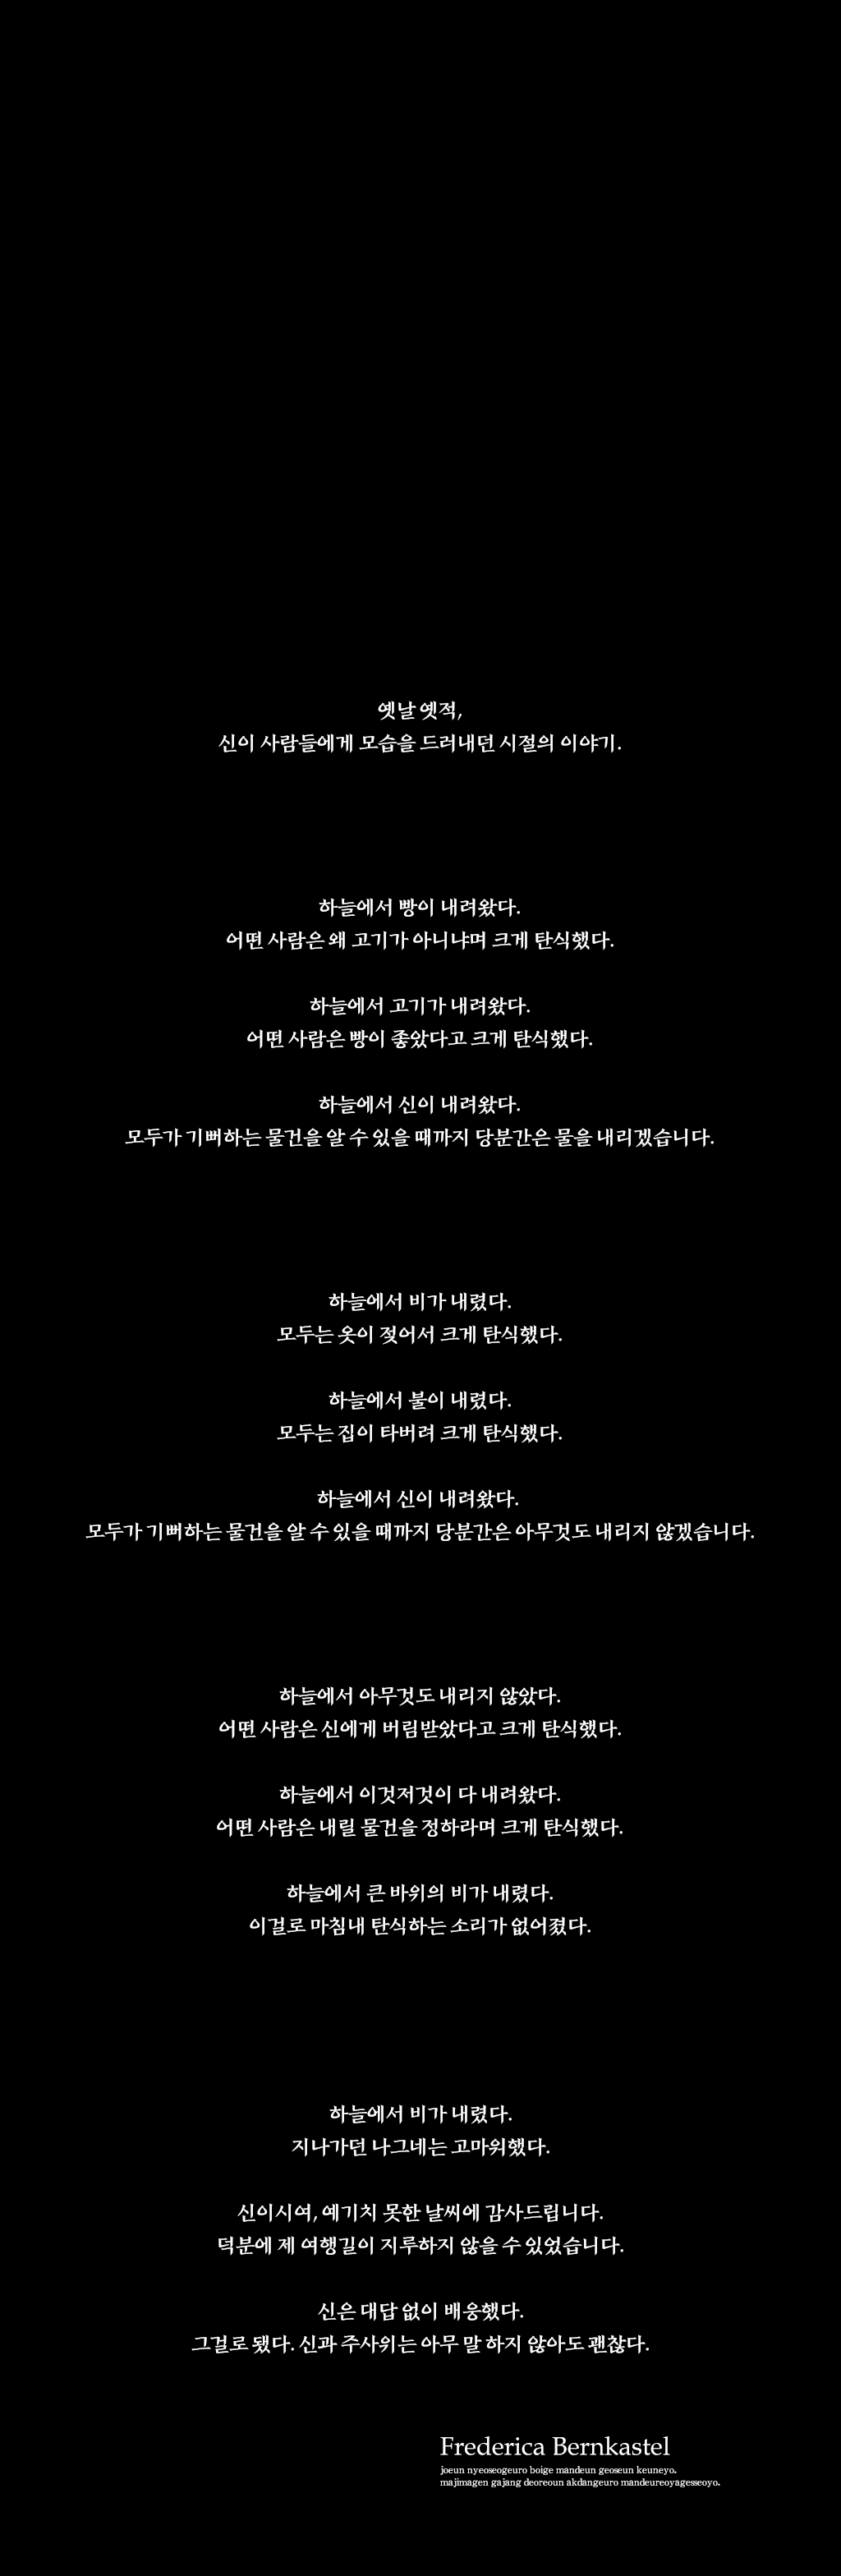 옛날 옛적,
신이 사람들에게 모습을 드러내던 시절의 이야기.
하늘에서 빵이 내려왔다.
어떤 사람은 왜 고기가 아니냐며 크게 탄식했다.
하늘에서 고기가 내려왔다.
어떤 사람은 빵이 좋았다고 크게 탄식했다.
하늘에서 신이 내려왔다.
모두가 기뻐하는 물건을 알 수 있을 때까지 당분간은 물을 내리겠습니다.
하늘에서 비가 내렸다.
모두는 옷이 젖어서 크게 탄식했다.
하늘에서 불이 내렸다.
모두는 집이 타버려 크게 탄식했다.
하늘에서 신이 내려왔다.
모두가 기뻐하는 물건을 알 수 있을 때까지 당분간은 아무것도 내리지 않겠습니다.
하늘에서 아무것도 내리지 않았다.
어떤 사람은 신에게 버림받았다고 크게 탄식했다.
하늘에서 이것저것이 다 내려왔다.
어떤 사람은 내릴 물건을 정하라며 크게 탄식했다.
하늘에서 큰 바위의 비가 내렸다.
이걸로 마침내 탄식하는 소리가 없어졌다.
하늘에서 비가 내렸다.
지나가던 나그네는 고마워했다.
신이시여, 예기치 못한 날씨에 감사드립니다.
덕분에 제 여행길이 지루하지 않을 수 있었습니다.
신은 대답 없이 배웅했다.
그걸로 됐다. 신과 주사위는 아무 말 하지 않아도 괜찮다.
Frederica Bernkastel
joeun nyeoseogeuro boige mandeun geoseun keuneyo.
majimagen gajang deoreoun akdangeuro mandeureoyagesseoyo.